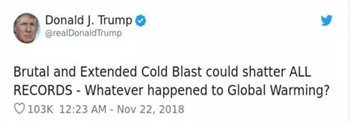 Donald J. Trump
@realDonaldTrump
Brutal and Extended Cold Blast could shatter ALL
RECORDS - Whatever happened to Global Warming?
103K 12:23 AM - Nov 22, 2018